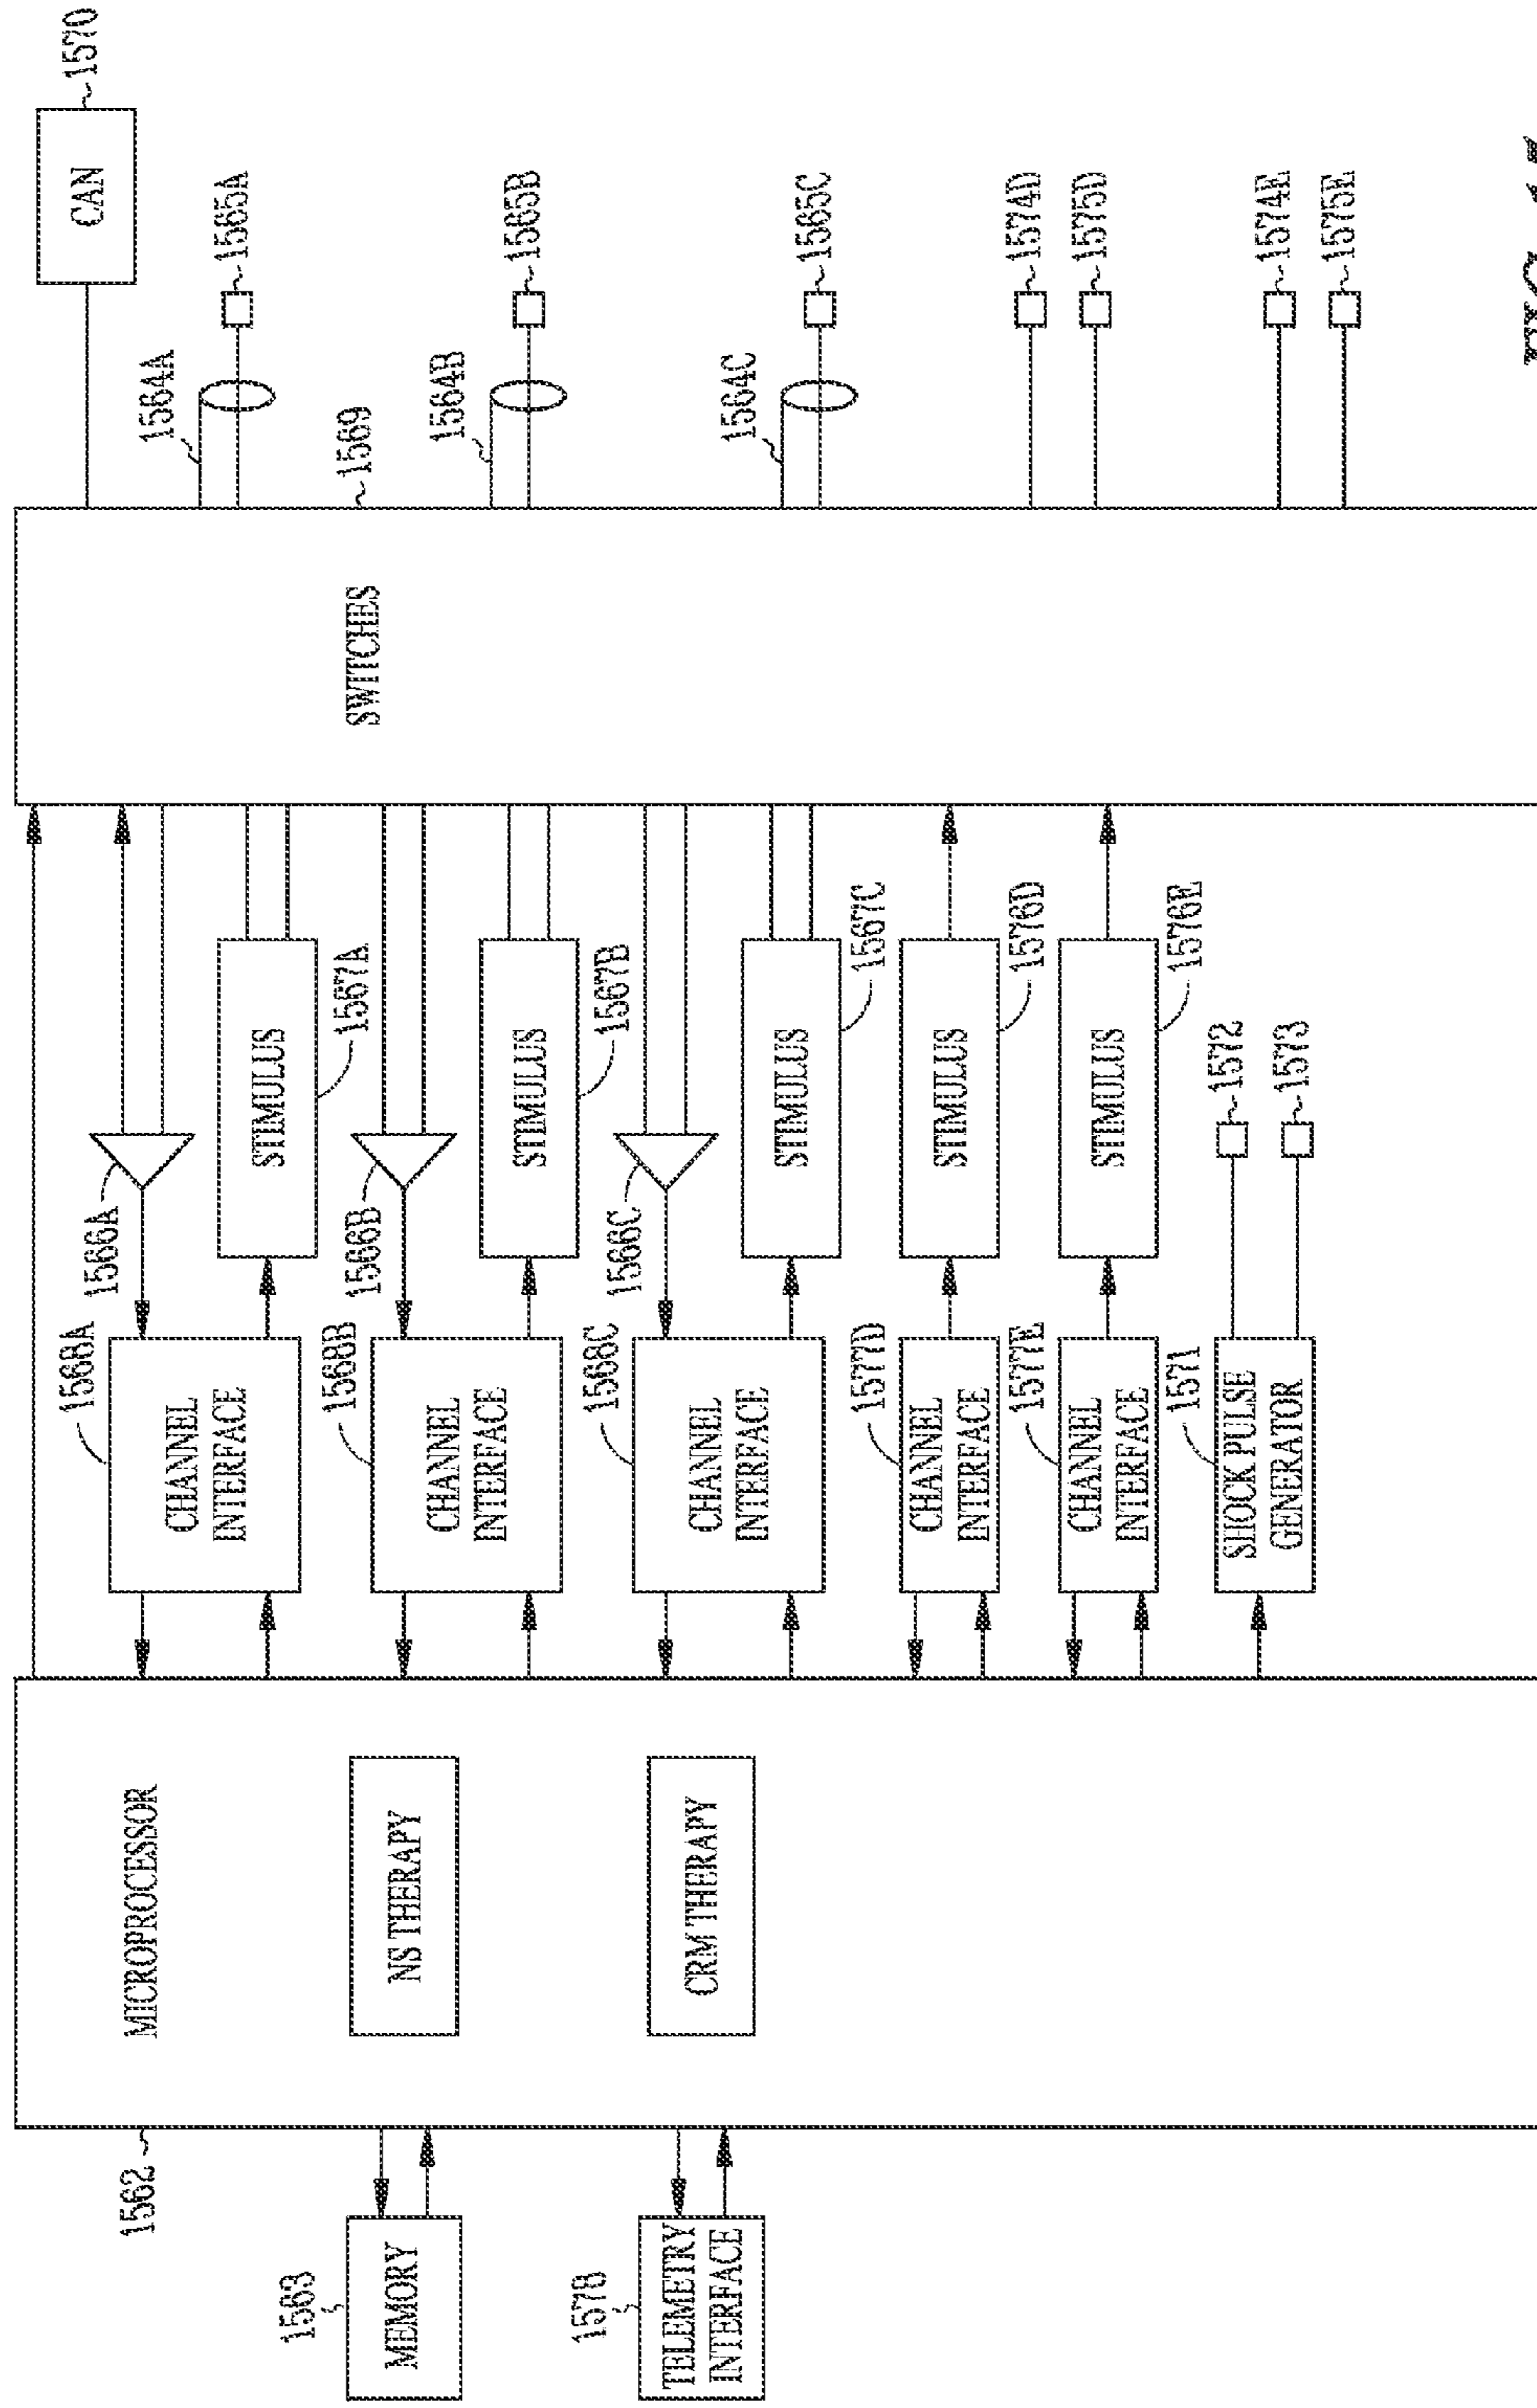 1562
MICROPROCESSOR
NS THERAPY
CRM THERAPY
1563
MEMORY
1578
TELEMETRY
INTERFACE
1568A
CHANNEL
INTERFACE
1566A
STIMULUS
1567A
1568B
CHANNEL
INTERFACE
1566B
STIMULUS
1567B
1568C
CHANNEL
INTERFACE
1566C
STIMULUS
1567C
1577D
CHANNEL
INTERFACE
STIMULUS
1576D
1577E
CHANNEL
INTERFACE
STIMULUS
1576E
1571
SHOCK PULSE
GENERATOR
1572
1573
SWITCHES
1569
CAN
1570
1564A
1565A
1564B
1565B
1564C
1565C
1574D
1575D
1574E
1575E